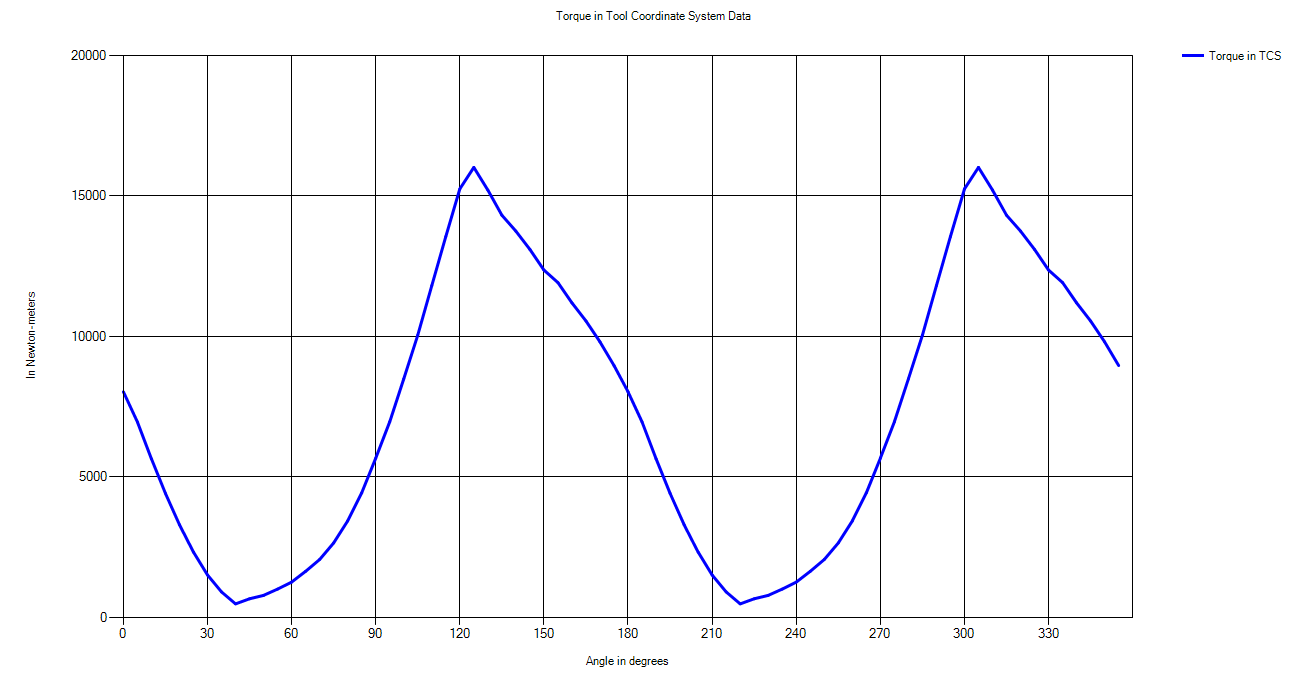 Torque in Tool Coordinate System Data
Torque in TCS
20000
15000
10000
5000
0
In Newton-meters
0 30 60 90 120 150 180 210 240 270 300 330
Angle in degrees